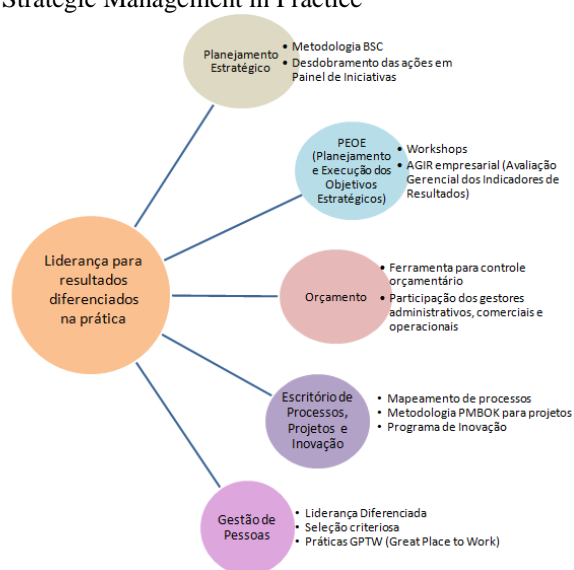 Strategic Management in Practice
Planejamento
Estratégico
• Metodologia BSC
• Desdobramento das ações em
Painel de Iniciativas
PEOE
(Planejamento
e Execução dos
Objetivos
Estratégicos)
• Workshops
• AGIR empresarial (Avaliação
Gerencial dos Indicadores de
Resultados)
Liderança para
resultados
diferenciados
na prática
Orçamento
• Ferramenta para controle
orçamentário
• Participação dos gestores
administrativos, comerciais e
operacionais
Escritório de
Processos,
Projetos e
Inovação
• Mapeamento de processos
• Metodologia PMBOK para projetos
• Programa de Inovação
Gestão de
Pessoas
• Liderança Diferenciada
• Seleção criteriosa
• Práticas GPTW (Great Place to Work)